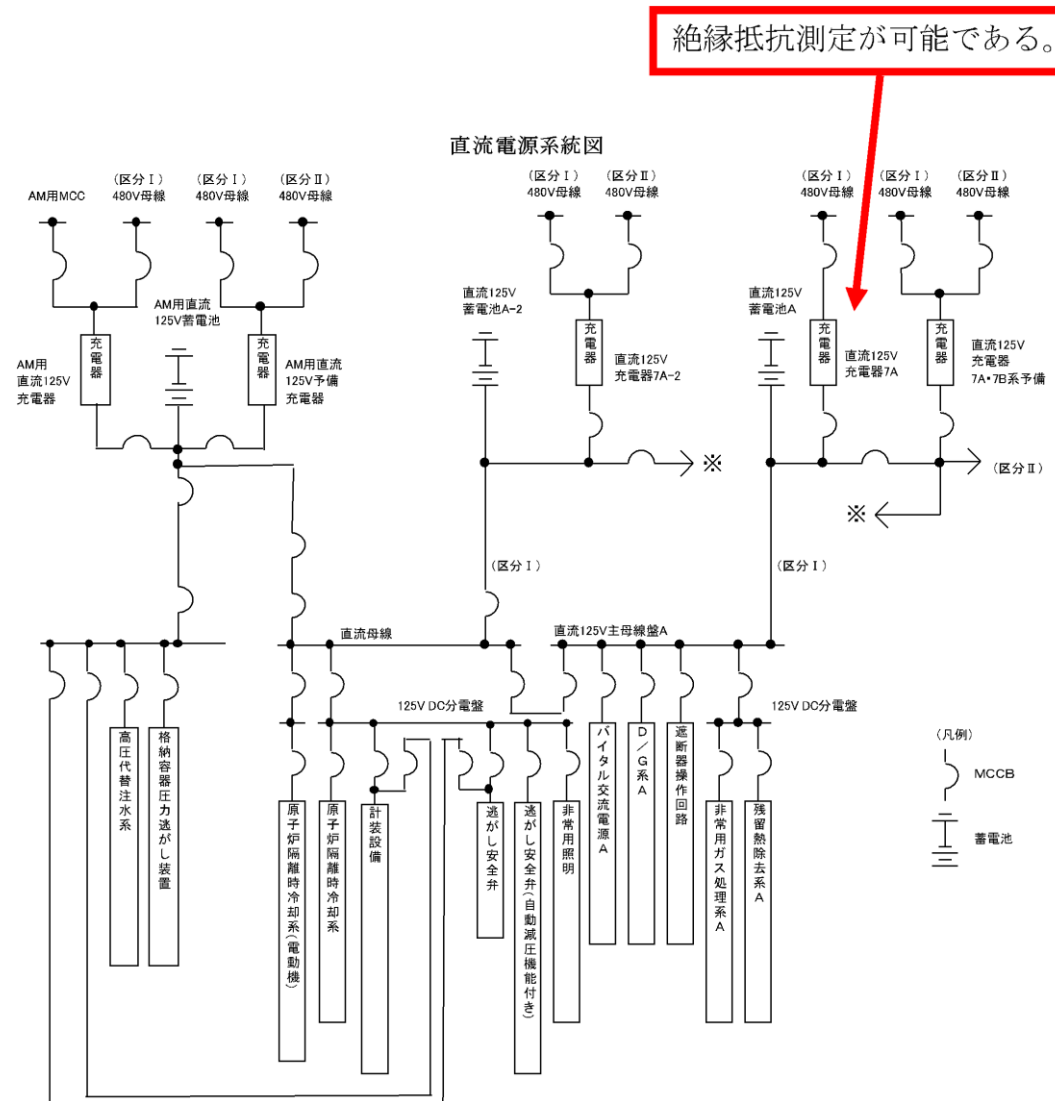 絶縁抵抗測定が可能である。
直流電源系統図
AM用MCC
(区分Ⅰ)
480V母線
(区分Ⅰ)
480V母線
(区分Ⅱ)
480V母線
(区分Ⅰ)
480V母線
(区分Ⅱ)
480V母線
(区分Ⅰ)
480V母線
(区分Ⅰ)
480V母線
(区分Ⅱ)
480V母線
AM用直流
125V蓄電池
直流125V
蓄電池A-2
直流125V
蓄電池A
充電器
充電器
充電器
充電器
充電器
AM用
直流125V
充電器
AM用直流
125V予備
充電器
直流125V
充電器7A-2
直流125V
充電器7A
直流125V
充電器
7A・7B系予備
※
(区分Ⅱ)
※
(区分Ⅰ)
(区分Ⅰ)
直流母線
直流125V主母線盤A
125V DC分電盤
125V DC分電盤
高圧代替注水系
格納容器圧力逃がし装置
原子炉隔離時冷却系(電動機)
原子炉隔離時冷却系
計装設備
逃がし安全弁
逃がし安全弁(自動減圧機能付き)
非常用照明
バイタル交流電源A
D/G系A
遮断器操作回路
非常用ガス処理系A
残留熱除去系A
(凡例)
MCCB
蓄電池